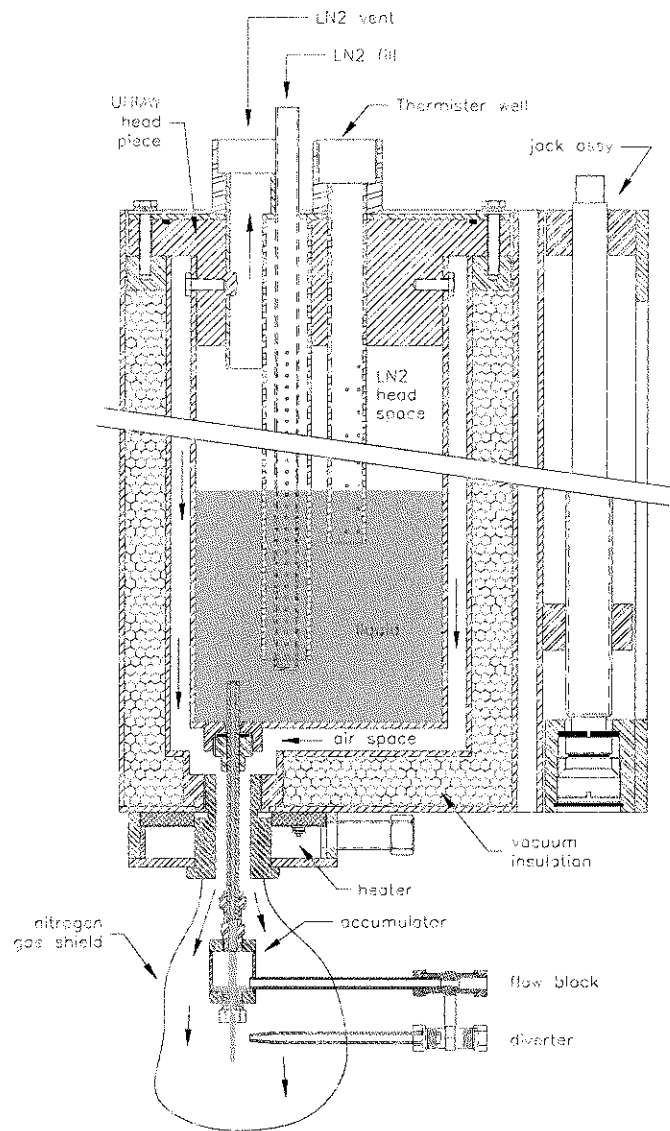 LN2 vent
LN2 fill
head
piece
Thermister well
jack assy
LN2
head
space
liquid
air space
vacuum
insulation
heater
nitrogen
gas shield
accumulator
flow block
diverter